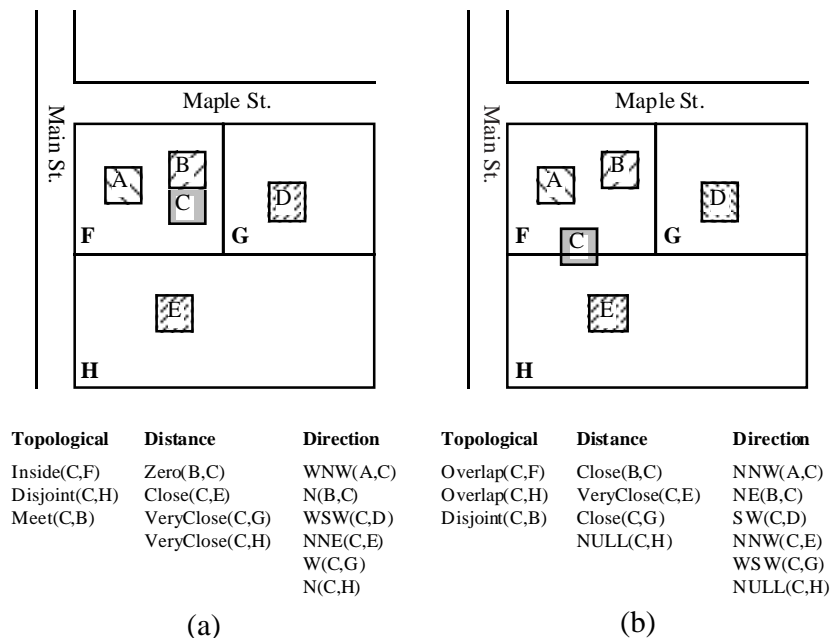 Maple St.
Main St.
A
B
C
D
F
G
E
H
Maple St.
Main St.
A
B
C
D
F
G
E
H
Topological Distance Direction
Inside(C,F) Zero(B,C) WNW(A,C)
Disjoint(C,H) Close(C,E) N(B,C)
Meet(C,B) VeryClose(C,G) WSW(C,D)
VeryClose(C,H) NNE(C,E)
W(C,G)
N(C,H)
(a)
Topological Distance Direction
Overlap(C,F) Close(B,C) NNW(A,C)
Overlap(C,H) VeryClose(C,E) NE(B,C)
Disjoint(C,B) Close(C,G) SW(C,D)
NULL(C,H) NNW(C,E)
WSW(C,G)
NULL(C,H)
(b)